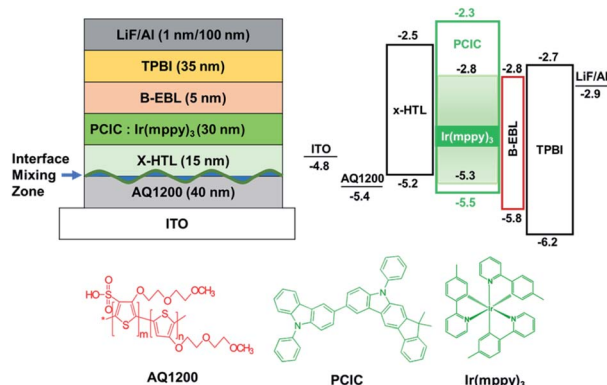 LiF/Al (1 nm/100 nm)
TPBI (35 nm)
B-EBL (5 nm)
PCIC : Ir(mppy)₃ (30 nm)
X-HTL (15 nm)
AQ1200 (40 nm)
ITO
Interface
Mixing
Zone
ITO
-4.8
AQ1200
-5.4
-2.5
x-HTL
-5.2
-2.3
PCIC
-2.8
Ir(mppy)₃
-5.3
-5.5
-2.8
B-EBL
-5.8
-2.7
TPBI
-6.2
LiF/Al
-2.9
HO
O
S
O
O
O
O
OCH₃
*
S
m
S
n
*
O
O
O
OCH₃
AQ1200
N
N
PCIC
N
Ir
N
N
Ir(mppy)₃